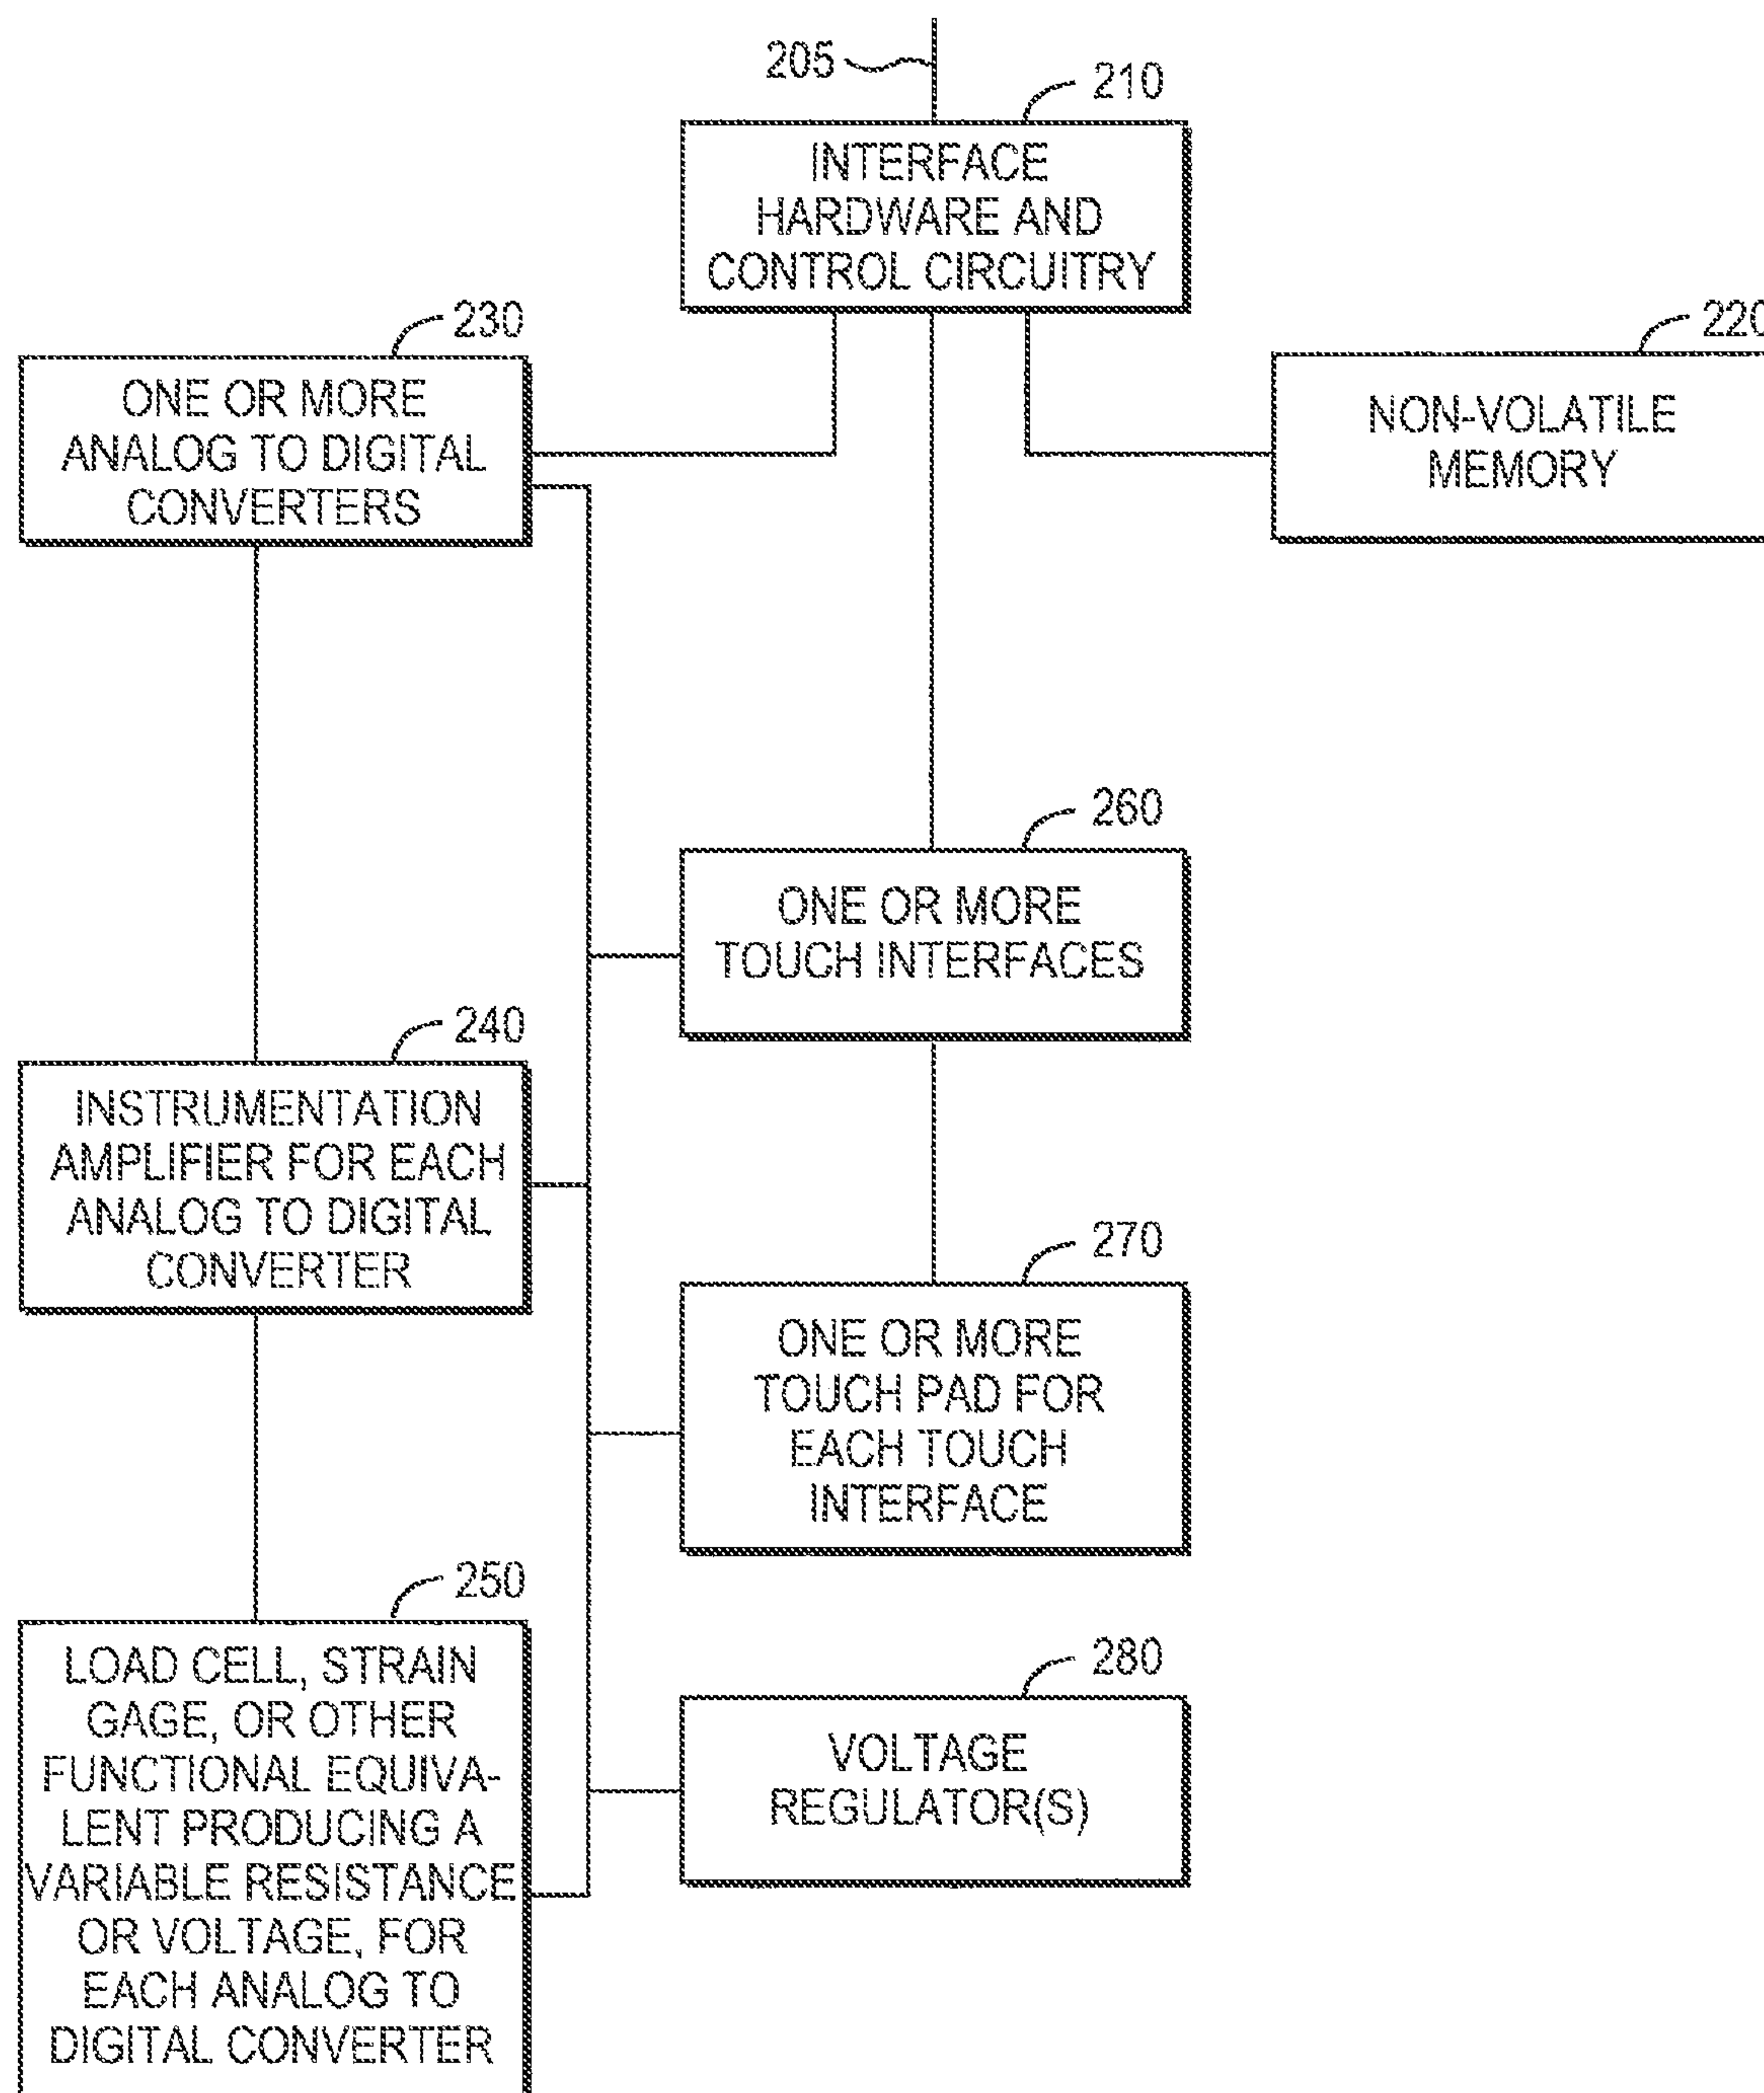 205
210
INTERFACE
HARDWARE AND
CONTROL CIRCUITRY
230
ONE OR MORE
ANALOG TO DIGITAL
CONVERTERS
220
NON-VOLATILE
MEMORY
260
ONE OR MORE
TOUCH INTERFACES
240
INSTRUMENTATION
AMPLIFIER FOR EACH
ANALOG TO DIGITAL
CONVERTER
270
ONE OR MORE
TOUCH PAD FOR
EACH TOUCH
INTERFACE
250
LOAD CELL, STRAIN
GAGE, OR OTHER
FUNCTIONAL EQUIVA-
LENT PRODUCING A
VARIABLE RESISTANCE
OR VOLTAGE, FOR
EACH ANALOG TO
DIGITAL CONVERTER
280
VOLTAGE
REGULATOR(S)